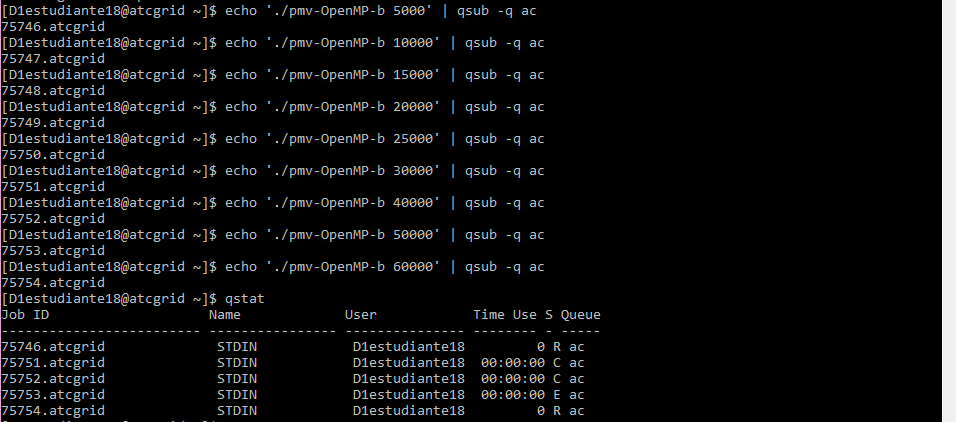 [D1estudiante18@atcgrid ~]$ echo './pmv-OpenMP-b 5000' | qsub -q ac
75746.atcgrid
[D1estudiante18@atcgrid ~]$ echo './pmv-OpenMP-b 10000' | qsub -q ac
75747.atcgrid
[D1estudiante18@atcgrid ~]$ echo './pmv-OpenMP-b 15000' | qsub -q ac
75748.atcgrid
[D1estudiante18@atcgrid ~]$ echo './pmv-OpenMP-b 20000' | qsub -q ac
75749.atcgrid
[D1estudiante18@atcgrid ~]$ echo './pmv-OpenMP-b 25000' | qsub -q ac
75750.atcgrid
[D1estudiante18@atcgrid ~]$ echo './pmv-OpenMP-b 30000' | qsub -q ac
75751.atcgrid
[D1estudiante18@atcgrid ~]$ echo './pmv-OpenMP-b 40000' | qsub -q ac
75752.atcgrid
[D1estudiante18@atcgrid ~]$ echo './pmv-OpenMP-b 50000' | qsub -q ac
75753.atcgrid
[D1estudiante18@atcgrid ~]$ echo './pmv-OpenMP-b 60000' | qsub -q ac
75754.atcgrid
[D1estudiante18@atcgrid ~]$ qstat
Job ID                    Name             User            Time Use S Queue
------------------------- ---------------- --------------- -------- - -----
75746.atcgrid              STDIN            D1estudiante18         0 R ac
75751.atcgrid              STDIN            D1estudiante18  00:00:00 C ac
75752.atcgrid              STDIN            D1estudiante18  00:00:00 C ac
75753.atcgrid              STDIN            D1estudiante18  00:00:00 E ac
75754.atcgrid              STDIN            D1estudiante18         0 R ac